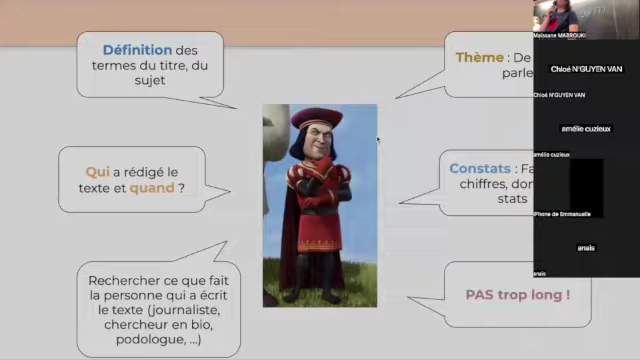 Définition des
termes du titre, du
sujet
Thème : De
parle
Qui a rédigé le
texte et quand ?
Constats : Fa
chiffres, don
stats
Rechercher ce que fait
la personne qui a écrit
le texte (journaliste,
chercheur en bio,
podologue, ...)
PAS trop long !
Maïssane MABROUKI
Chloé N'GUYEN VAN
Chloé N'GUYEN VAN
amélie cuzieux
amélie cuzieux
iPhone de Emmanuelle
anaïs
anaïs